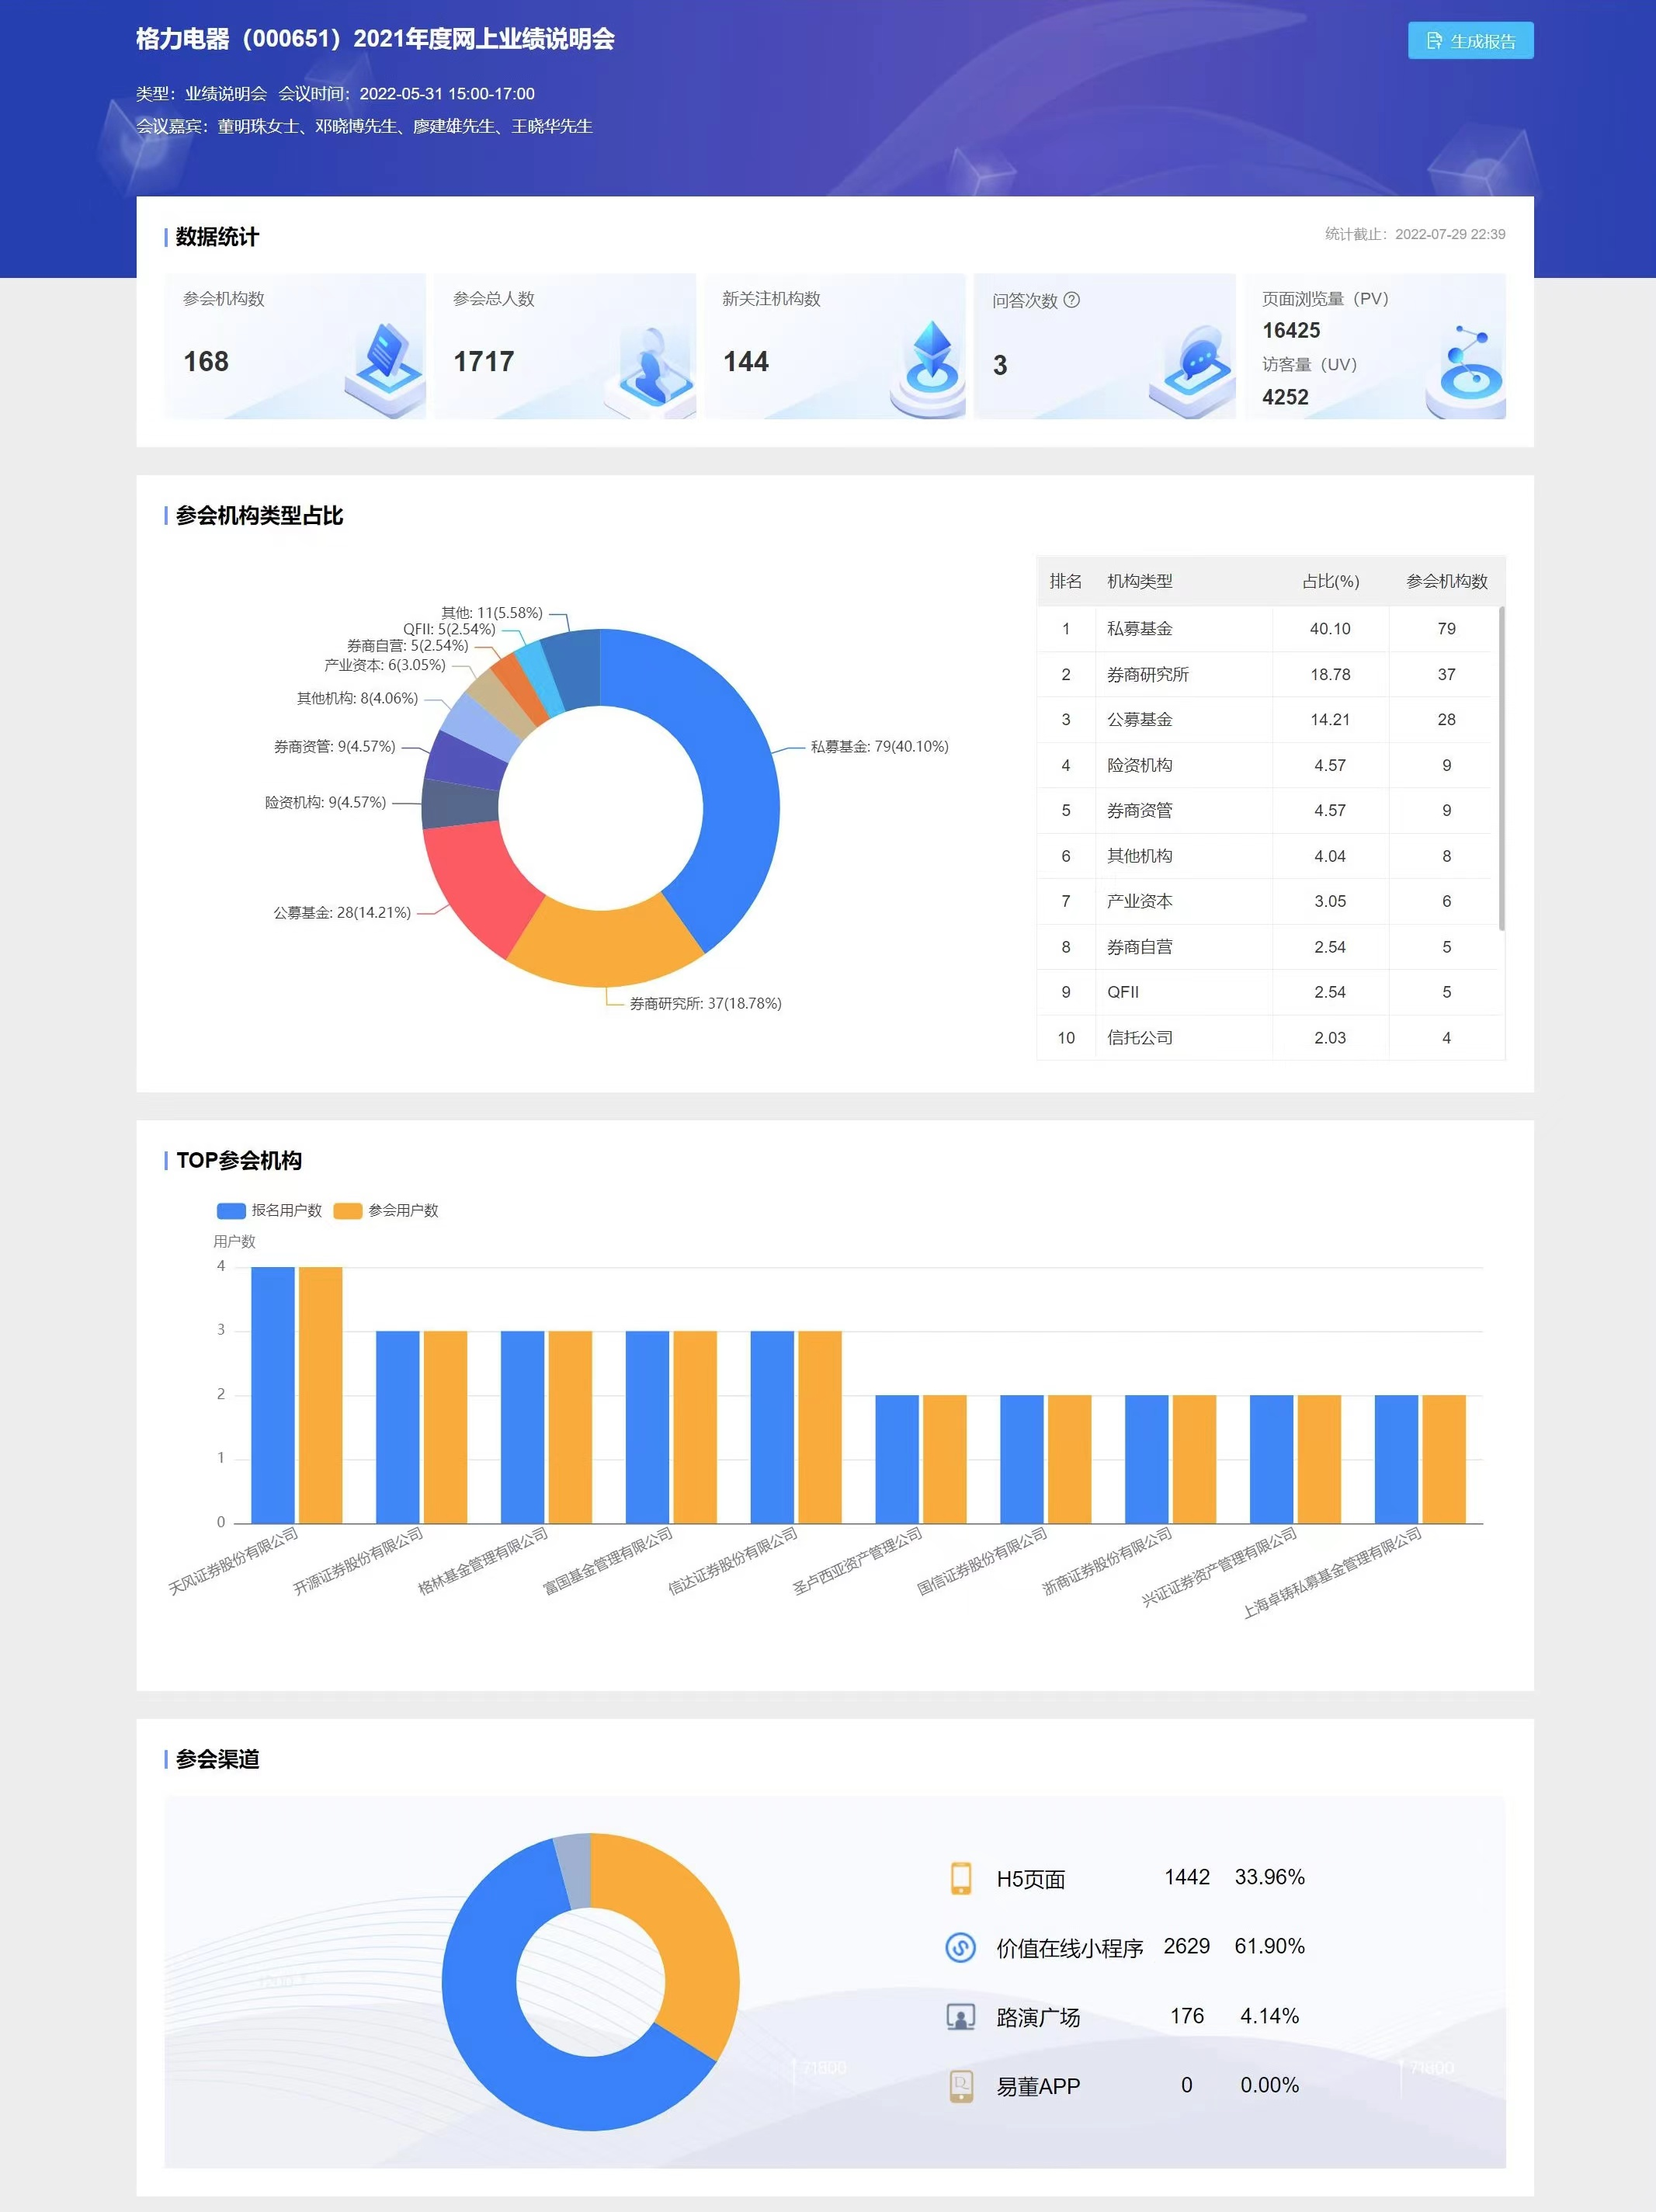 格力电器（000651）2021年度网上业绩说明会
生成报告
类型：业绩说明会 会议时间：2022-05-31 15:00-17:00
会议嘉宾：董明珠女士、邓晓博先生、廖建雄先生、王晓华先生
数据统计
统计截止：2022-07-29 22:39
参会机构数
168
参会总人数
1717
新关注机构数
144
问答次数
3
页面浏览量（PV）
16425
访客量（UV）
4252
参会机构类型占比
其他: 11(5.58%)
QFII: 5(2.54%)
券商自营: 5(2.54%)
产业资本: 6(3.05%)
其他机构: 8(4.06%)
券商资管: 9(4.57%)
险资机构: 9(4.57%)
公募基金: 28(14.21%)
券商研究所: 37(18.78%)
私募基金: 79(40.10%)
排名 机构类型 占比(%) 参会机构数
1 私募基金 40.10 79
2 券商研究所 18.78 37
3 公募基金 14.21 28
4 险资机构 4.57 9
5 券商资管 4.57 9
6 其他机构 4.04 8
7 产业资本 3.05 6
8 券商自营 2.54 5
9 QFII 2.54 5
10 信托公司 2.03 4
TOP参会机构
报名用户数 参会用户数
用户数
4
3
2
1
0
天风证券股份有限公司
开源证券股份有限公司
格林基金管理有限公司
富国基金管理有限公司
信达证券股份有限公司
圣卢西亚资产管理公司
国信证券股份有限公司
浙商证券股份有限公司
兴证证券资产管理有限公司
上海卓铸私募基金管理有限公司
参会渠道
H5页面 1442 33.96%
价值在线小程序 2629 61.90%
路演广场 176 4.14%
易董APP 0 0.00%
71800
71800